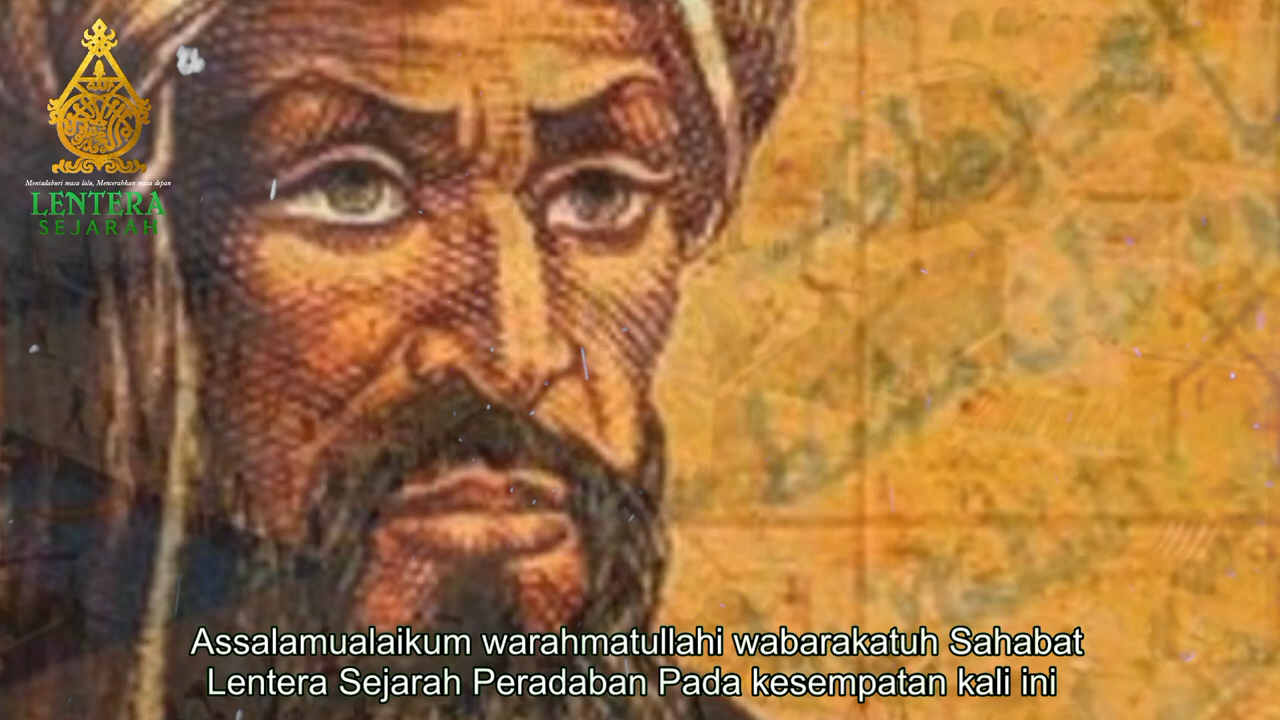 Mentadaburi masa lalu, Mencerahkan masa depan
LENTERA
SEJARAH
Assalamualaikum warahmatullahi wabarakatuh Sahabat
Lentera Sejarah Peradaban Pada kesempatan kali ini